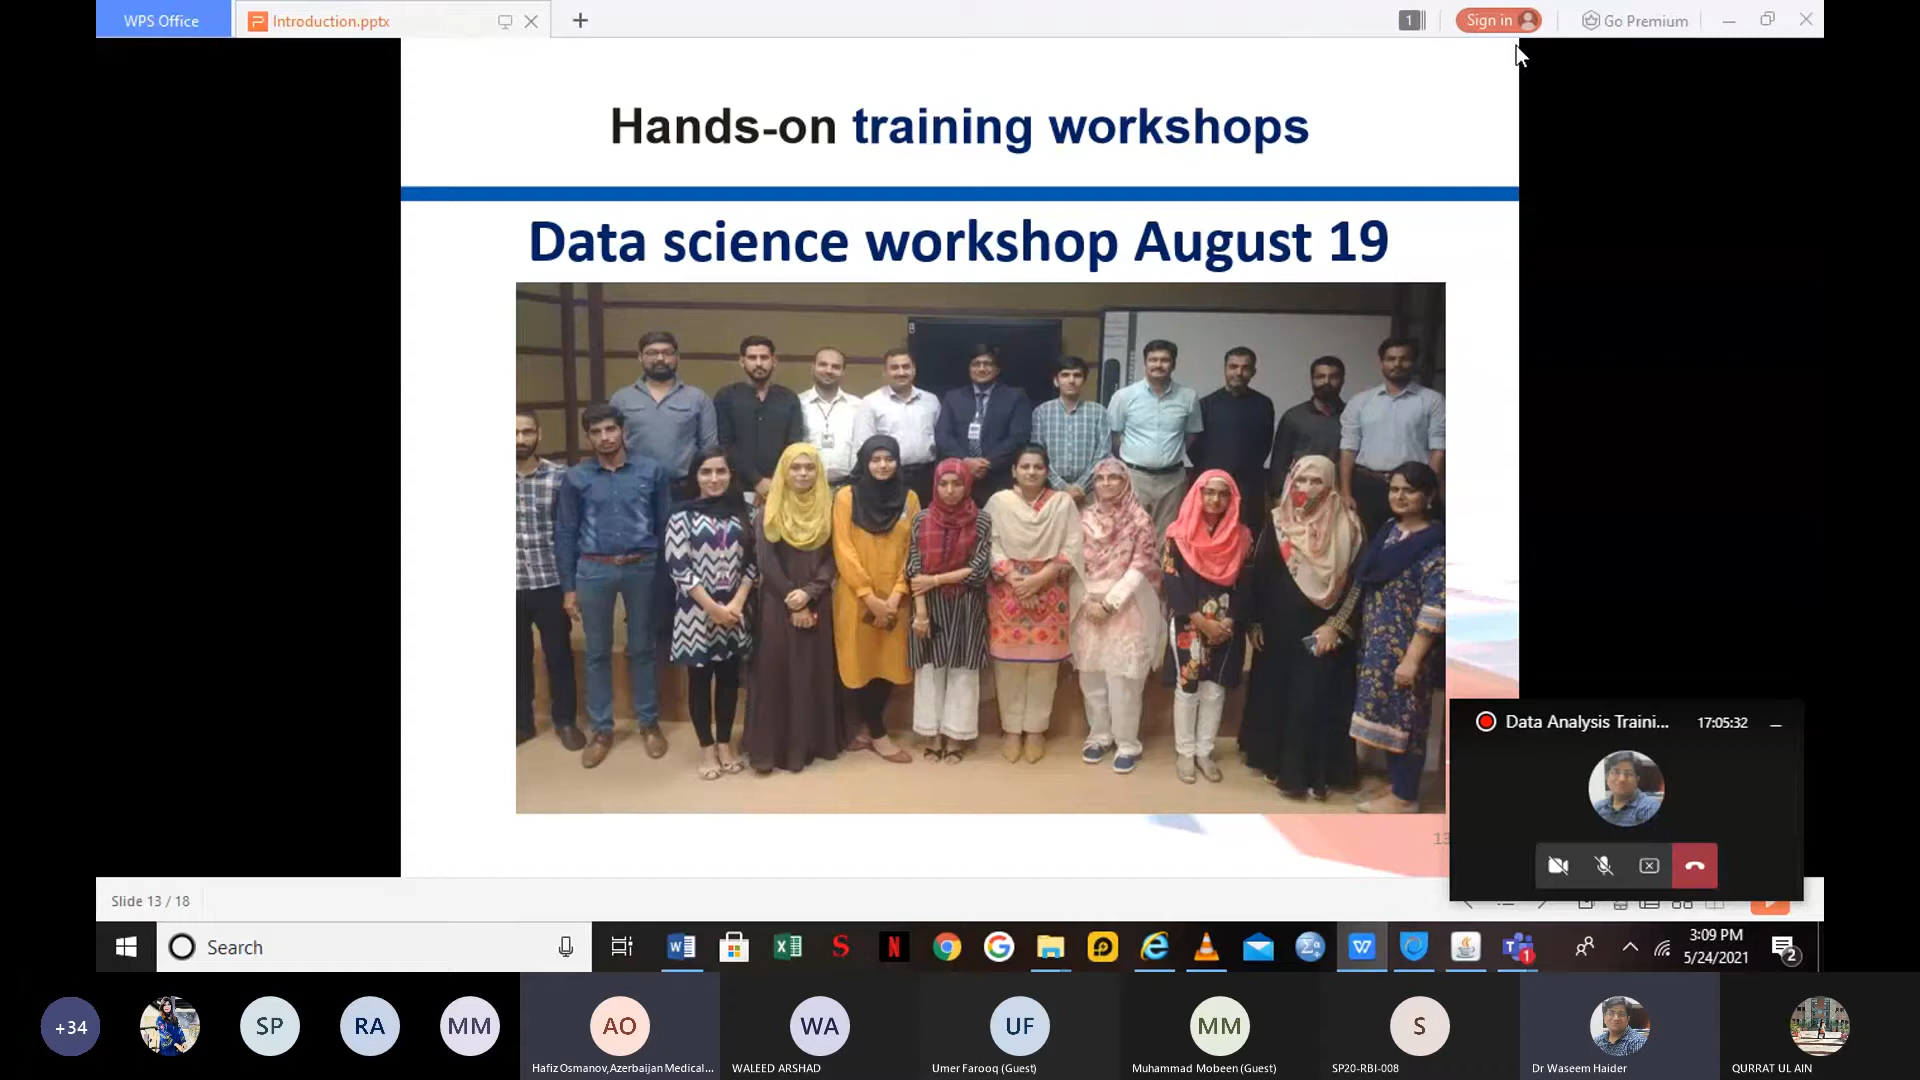 WPS Office
Introduction.pptx
1
Sign in
Go Premium
Hands-on training workshops
Data science workshop August 19
13
Data Analysis Traini...
17:05:32
Slide 13 / 18
Search
3:09 PM
5/24/2021
1
2
+34
SP
RA
MM
AO
WA
UF
MM
S
Hafiz Osmanov,Azerbaijan Medical...
WALEED ARSHAD
Umer Farooq (Guest)
Muhammad Mobeen (Guest)
SP20-RBI-008
Dr Waseem Haider
QURRAT UL AIN